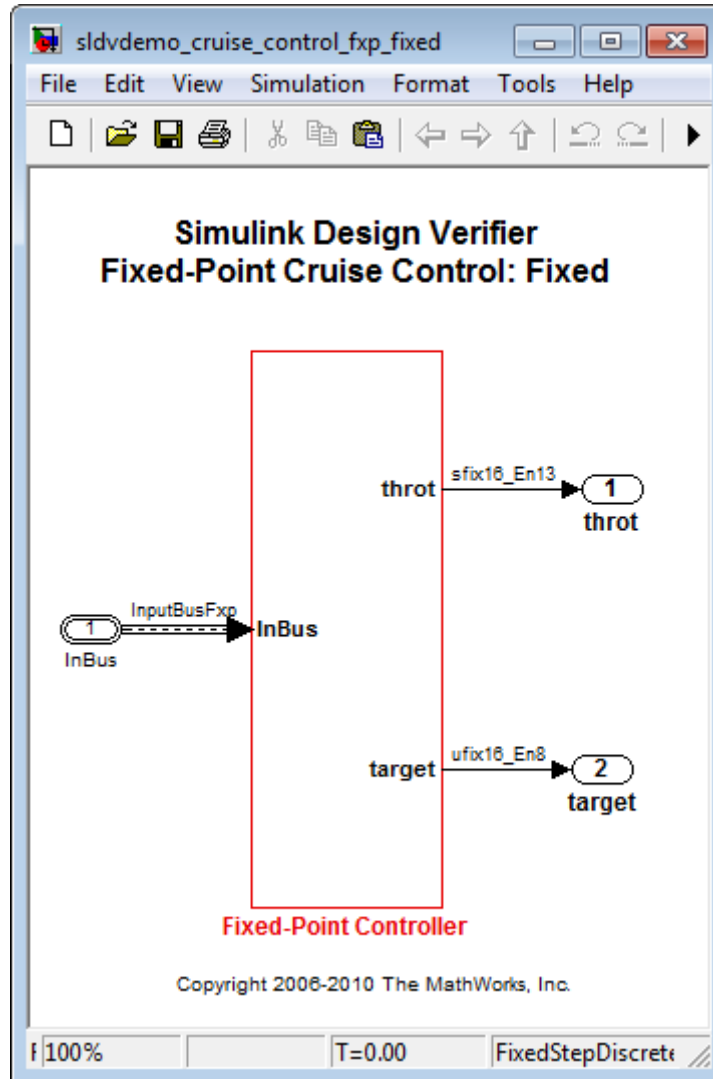 sldvdemo_cruise_control_fxp_fixed
File Edit View Simulation Format Tools Help
Simulink Design Verifier
Fixed-Point Cruise Control: Fixed
throt
sfix16_En13
1
throt
InputBusFxp
1
InBus
InBus
target
ufix16_En8
2
target
Fixed-Point Controller
Copyright 2006-2010 The MathWorks, Inc.
100% T=0.00 FixedStepDiscrete